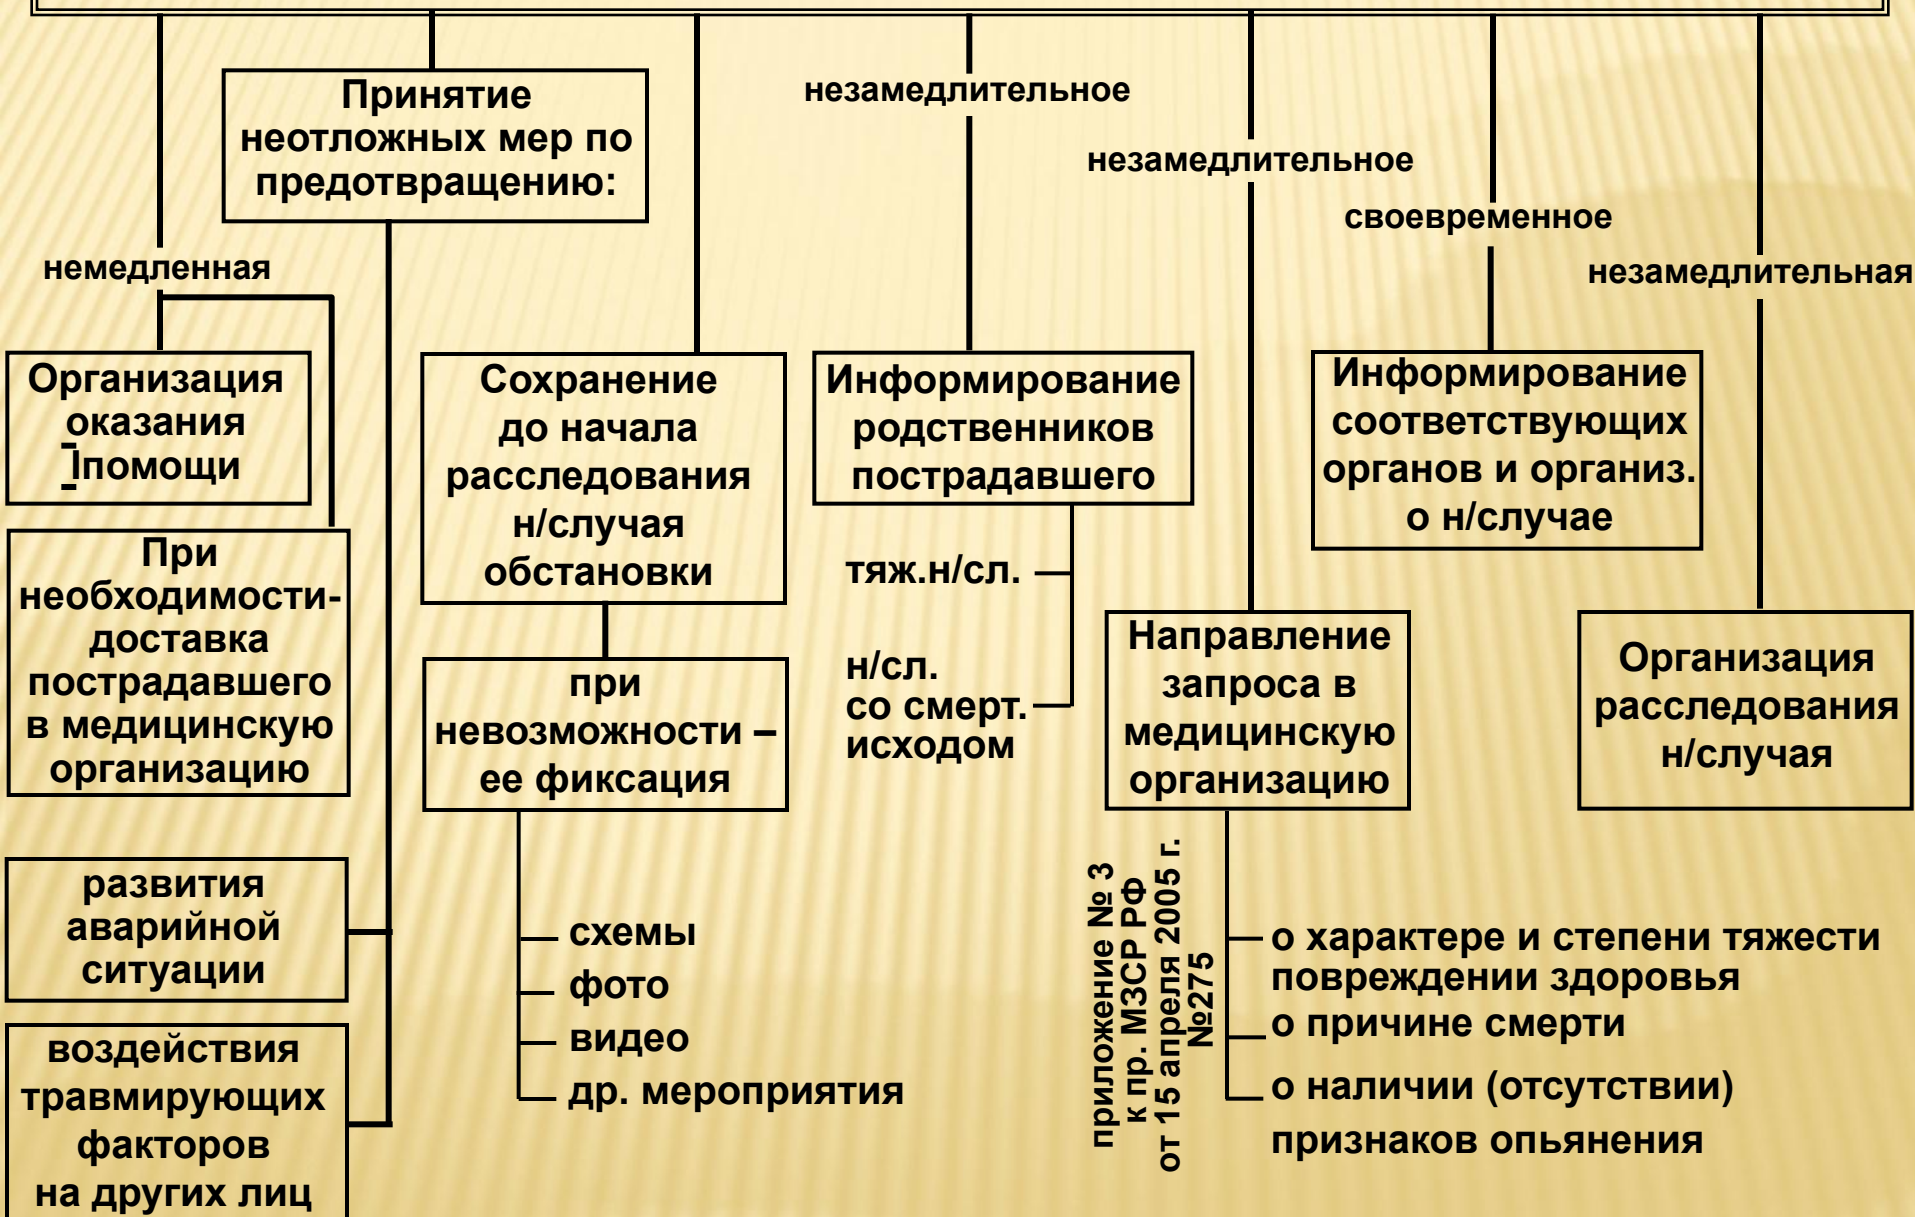 Принятие
неотложных мер по
предотвращению:
немедленная
Организация
оказания
I помощи
При
необходимости-
доставка
пострадавшего
в медицинскую
организацию
развития
аварийной
ситуации
воздействия
травмирующих
факторов
на других лиц
Сохранение
до начала
расследования
н/случая
обстановки
при
невозможности –
ее фиксация
схемы
фото
видео
др. мероприятия
незамедлительное
Информирование
родственников
пострадавшего
тяж.н/сл.
н/сл.
со смерт.
исходом
незамедлительное
Направление
запроса в
медицинскую
организацию
приложение № 3
к пр. МЗСР РФ
от 15 апреля 2005 г.
№275
о характере и степени тяжести
повреждении здоровья
о причине смерти
о наличии (отсутствии)
признаков опьянения
своевременное
Информирование
соответствующих
органов и организ.
о н/случае
незамедлительная
Организация
расследования
н/случая